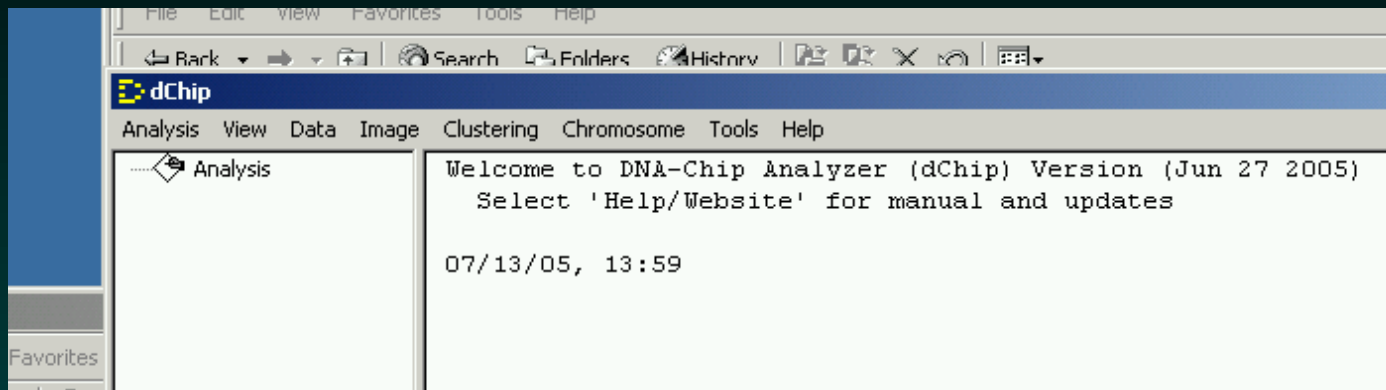 File Edit View Favorites Tools Help
Back Search Folders History
dChip
Analysis View Data Image Clustering Chromosome Tools Help
Analysis
Welcome to DNA-Chip Analyzer (dChip) Version (Jun 27 2005)
Select 'Help/Website' for manual and updates
07/13/05, 13:59
Favorites